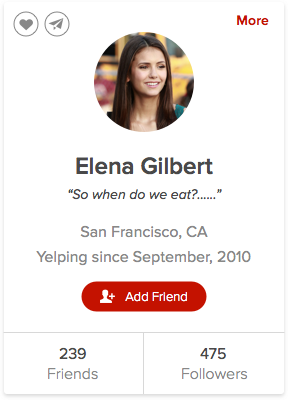 More
Elena Gilbert
“So when do we eat?......”
San Francisco, CA
Yelping since September, 2010
Add Friend
239 475
Friends Followers